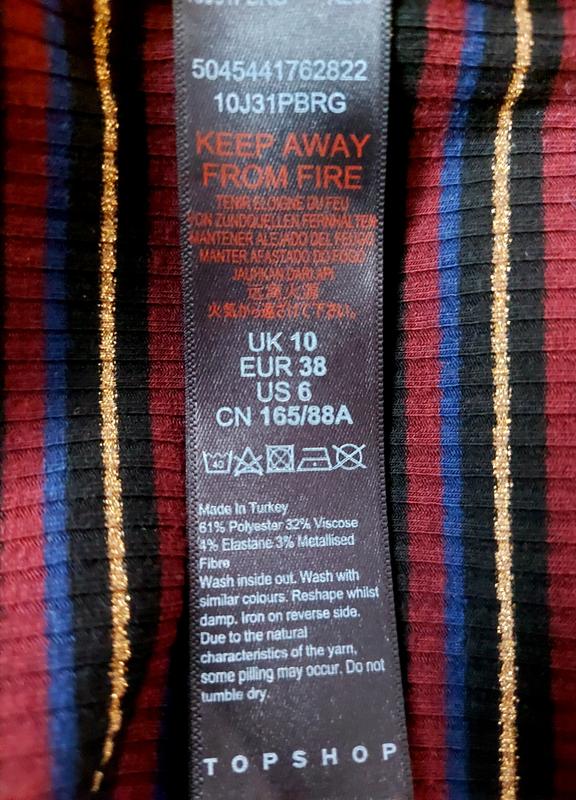 5045441762822
10J31PBRG
KEEP AWAY
FROM FIRE
TENIR ELOIGNE DU FEU
VON ZUNDQUELLEN FERNHALTEN
MANTENER ALEJADO DEL FUEGO
MANTER AFASTADO DO FOGO
JAUHKAN DARI API
远离火源
火気から遠ざけて下さい。
UK 10
EUR 38
US 6
CN 165/88A
40
Made In Turkey
61% Polyester 32% Viscose
4% Elastane 3% Metallised
Fibre
Wash inside out. Wash with
similar colours. Reshape whilst
damp. Iron on reverse side.
Due to the natural
characteristics of the yarn,
some pilling may occur. Do not
tumble dry.
TOPSHOP